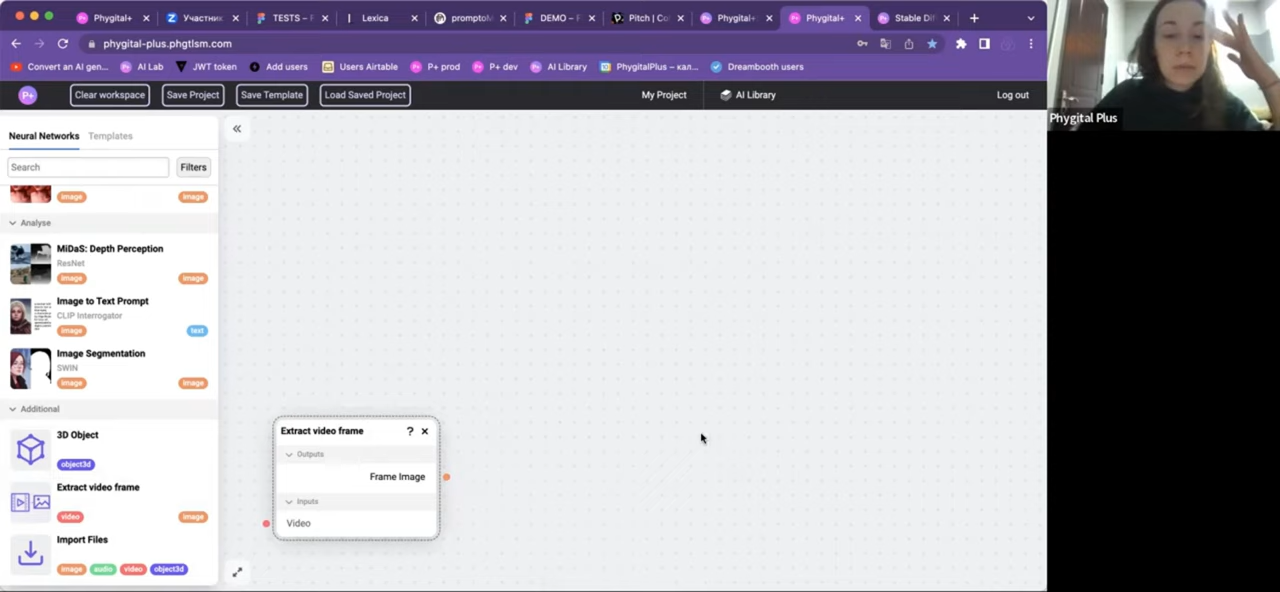 Phygital+
Участник
TESTS – F
Lexica
promptoM
DEMO – F
Pitch | Co
Phygital+
Phygital+
Stable Dif
phygital-plus.phgtlsm.com
Convert an AI gen...
AI Lab
JWT token
Add users
Users Airtable
P+ prod
P+ dev
AI Library
PhygitalPlus – кал...
Dreambooth users
P+
Clear workspace
Save Project
Save Template
Load Saved Project
My Project
AI Library
Log out
Phygital Plus
Neural Networks
Templates
Search
Filters
image
image
Analyse
MiDaS: Depth Perception
ResNet
image
image
Image to Text Prompt
CLIP Interrogator
image
text
Image Segmentation
SWIN
image
image
Additional
3D Object
object3d
Extract video frame
video
image
Import Files
image
audio
video
object3d
Extract video frame
?
Outputs
Frame Image
Inputs
Video